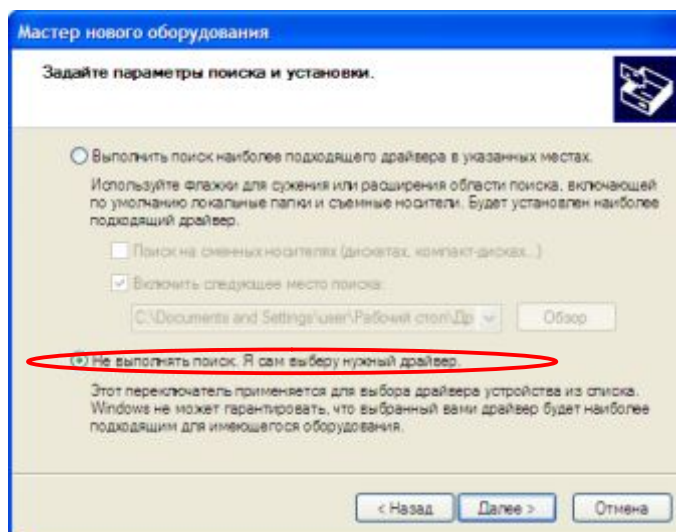 Мастер нового оборудования
Задайте параметры поиска и установки.
Выполнить поиск наиболее подходящего драйвера в указанных местах.
Используйте флажки для сужения или расширения области поиска, включающей
по умолчанию локальные папки и съемные носители. Будет установлен наиболее
подходящий драйвер.
Поиск на сменных носителях (дискетах, компакт-дисках...)
Включить следующее место поиска:
C:\Documents and Settings\user\Рабочий стол\Др
Обзор
Не выполнять поиск. Я сам выберу нужный драйвер.
Этот переключатель применяется для выбора драйвера устройства из списка.
Windows не может гарантировать, что выбранный вами драйвер будет наиболее
подходящим для имеющегося оборудования.
< Назад Далее > Отмена